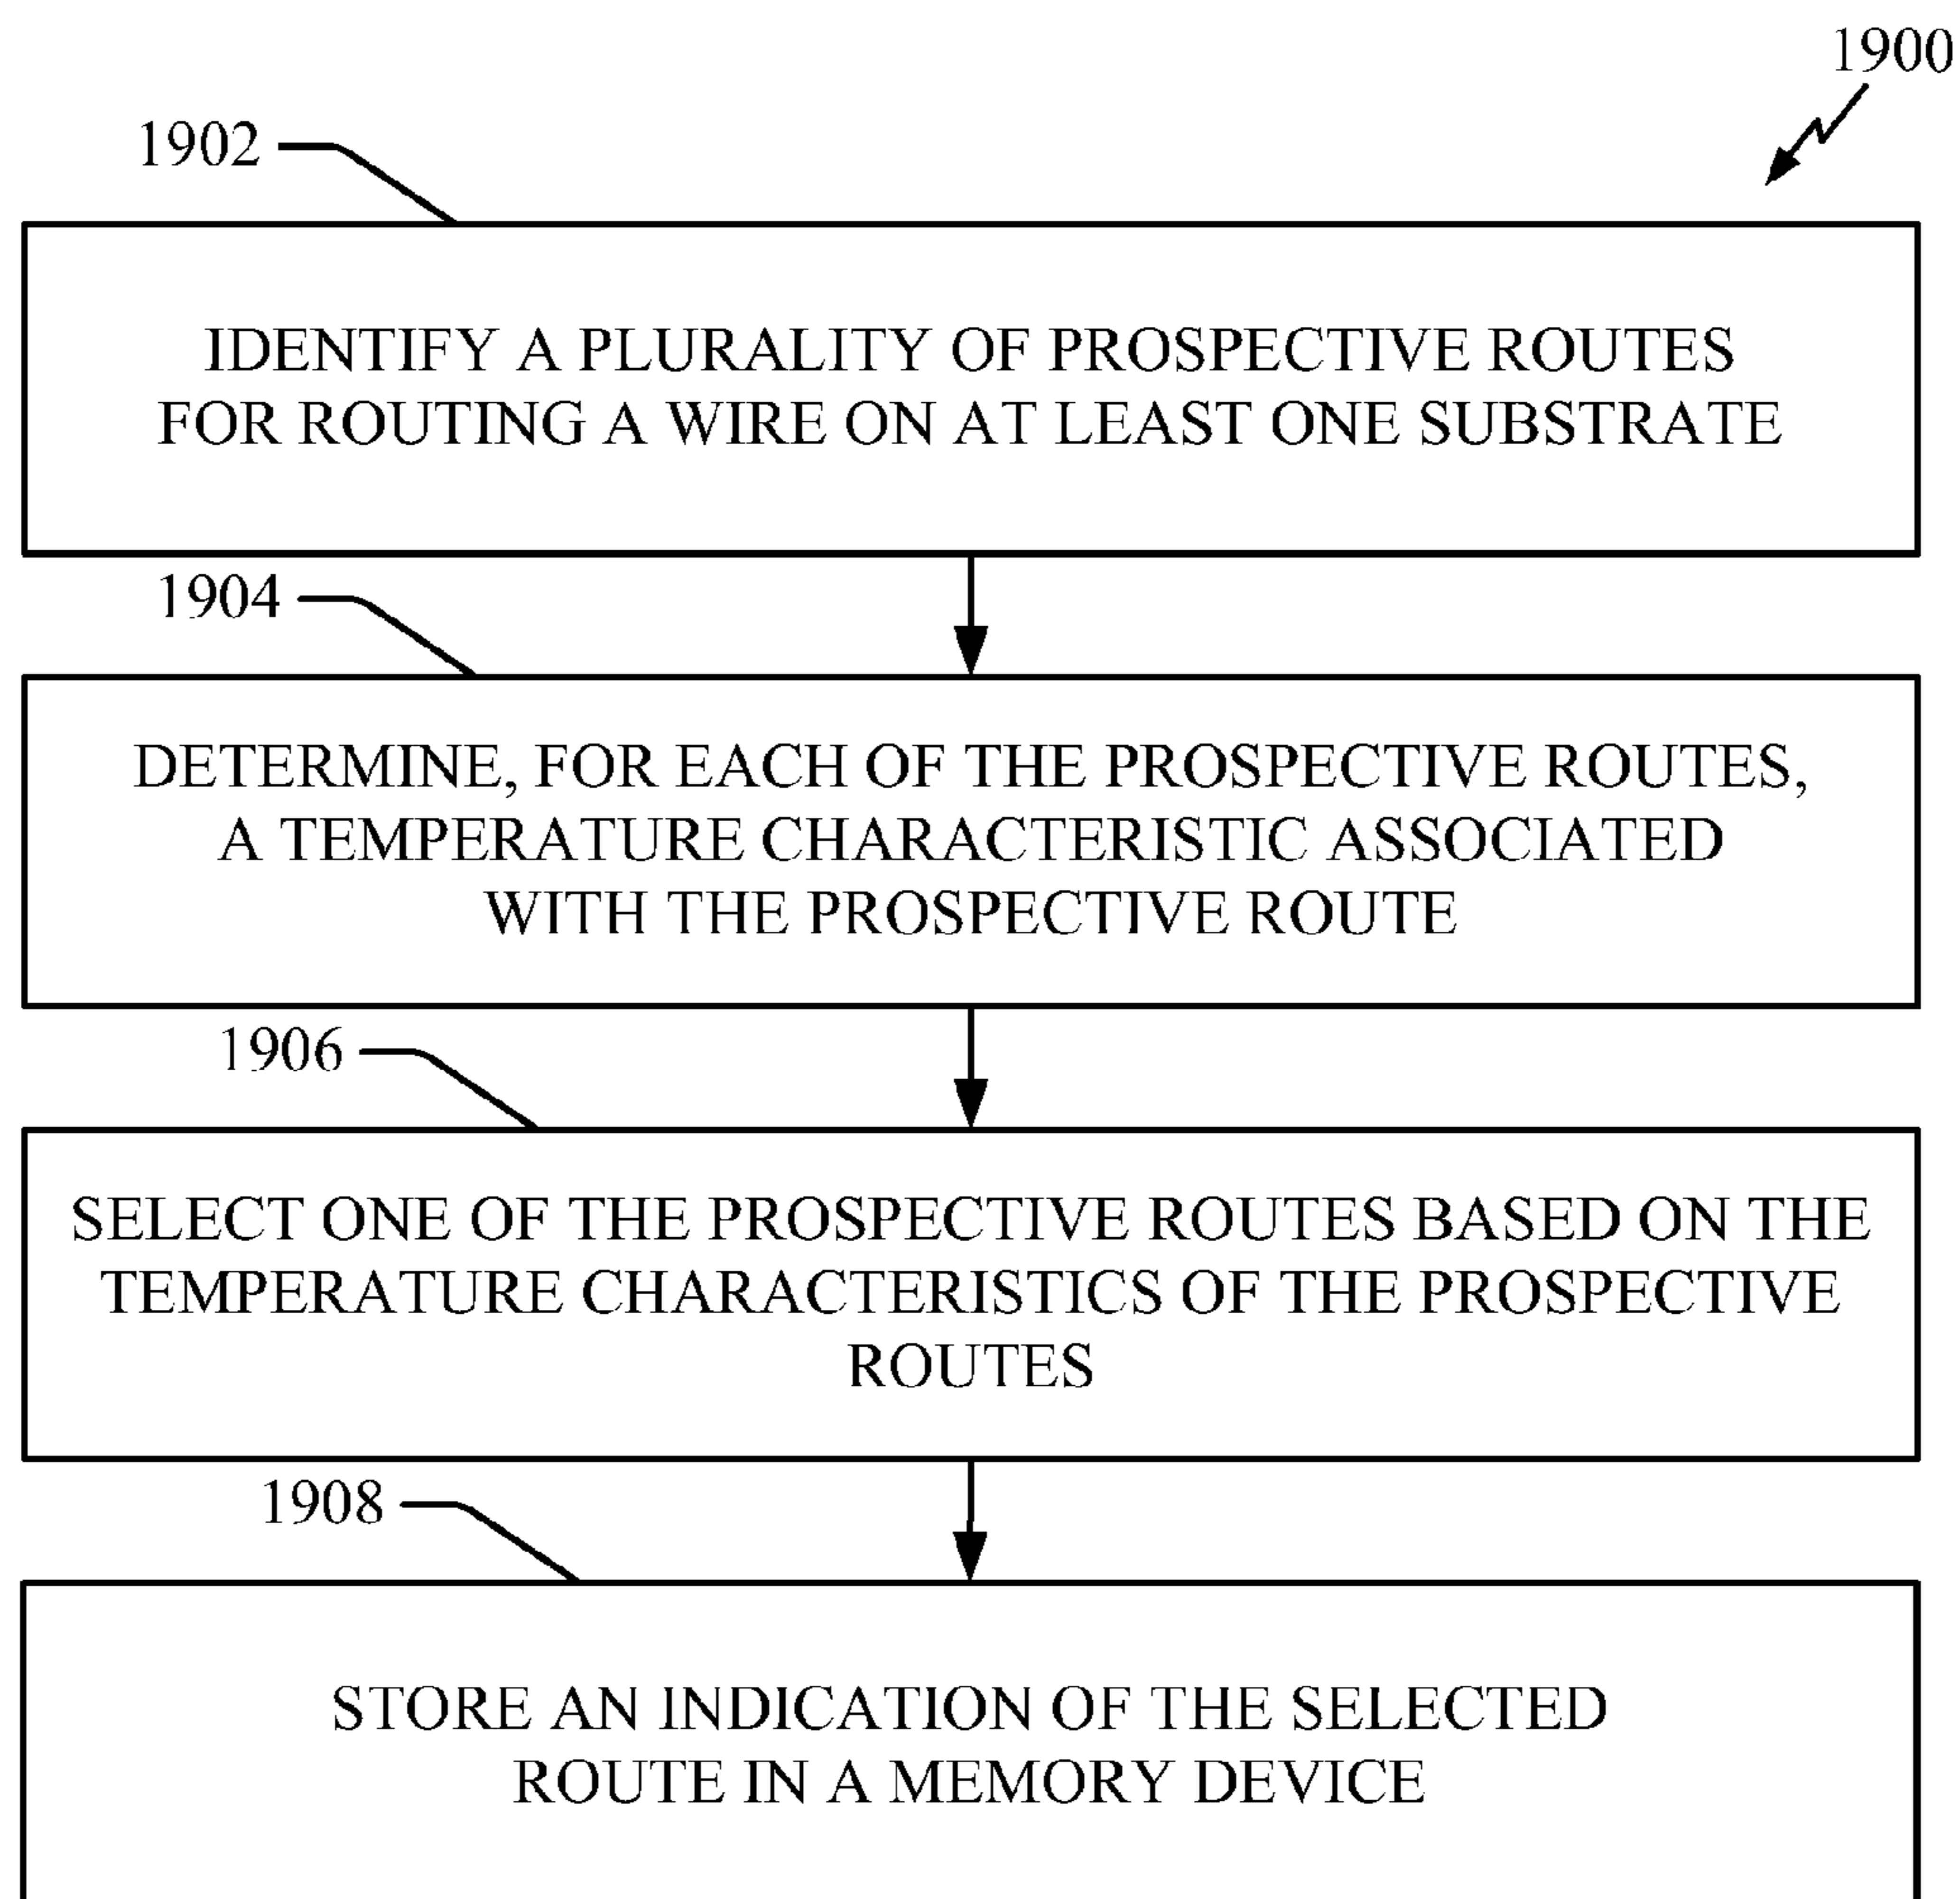 1900
1902
IDENTIFY A PLURALITY OF PROSPECTIVE ROUTES
FOR ROUTING A WIRE ON AT LEAST ONE SUBSTRATE
1904
DETERMINE, FOR EACH OF THE PROSPECTIVE ROUTES,
A TEMPERATURE CHARACTERISTIC ASSOCIATED
WITH THE PROSPECTIVE ROUTE
1906
SELECT ONE OF THE PROSPECTIVE ROUTES BASED ON THE
TEMPERATURE CHARACTERISTICS OF THE PROSPECTIVE
ROUTES
1908
STORE AN INDICATION OF THE SELECTED
ROUTE IN A MEMORY DEVICE